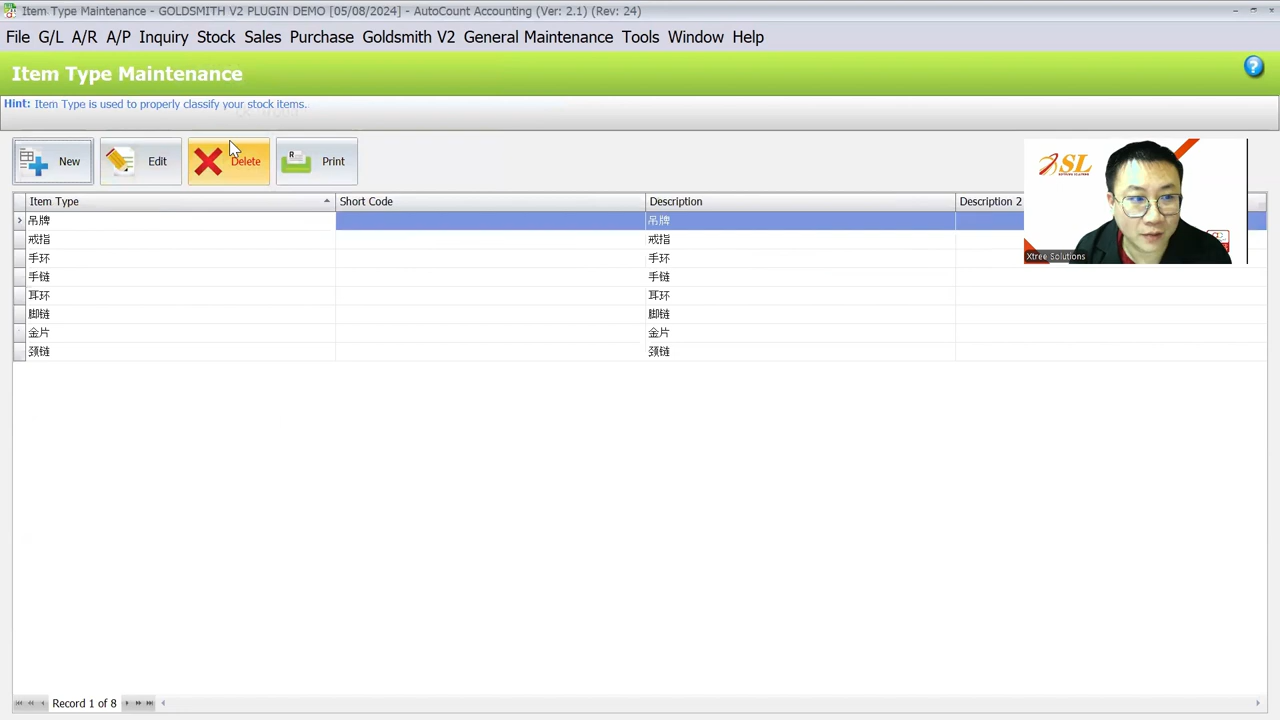 Item Type Maintenance - GOLDSMITH V2 PLUGIN DEMO [05/08/2024] - AutoCount Accounting (Ver: 2.1) (Rev: 24)
File G/L A/R A/P Inquiry Stock Sales Purchase Goldsmith V2 General Maintenance Tools Window Help
Item Type Maintenance
Hint: Item Type is used to properly classify your stock items.
New Edit Delete Print
Item Type Short Code Description Description 2
吊牌 吊牌
戒指 戒指
手环 手环
手链 手链
耳环 耳环
脚链 脚链
金片 金片
颈链 颈链
SL
Xtree Solutions
Record 1 of 8